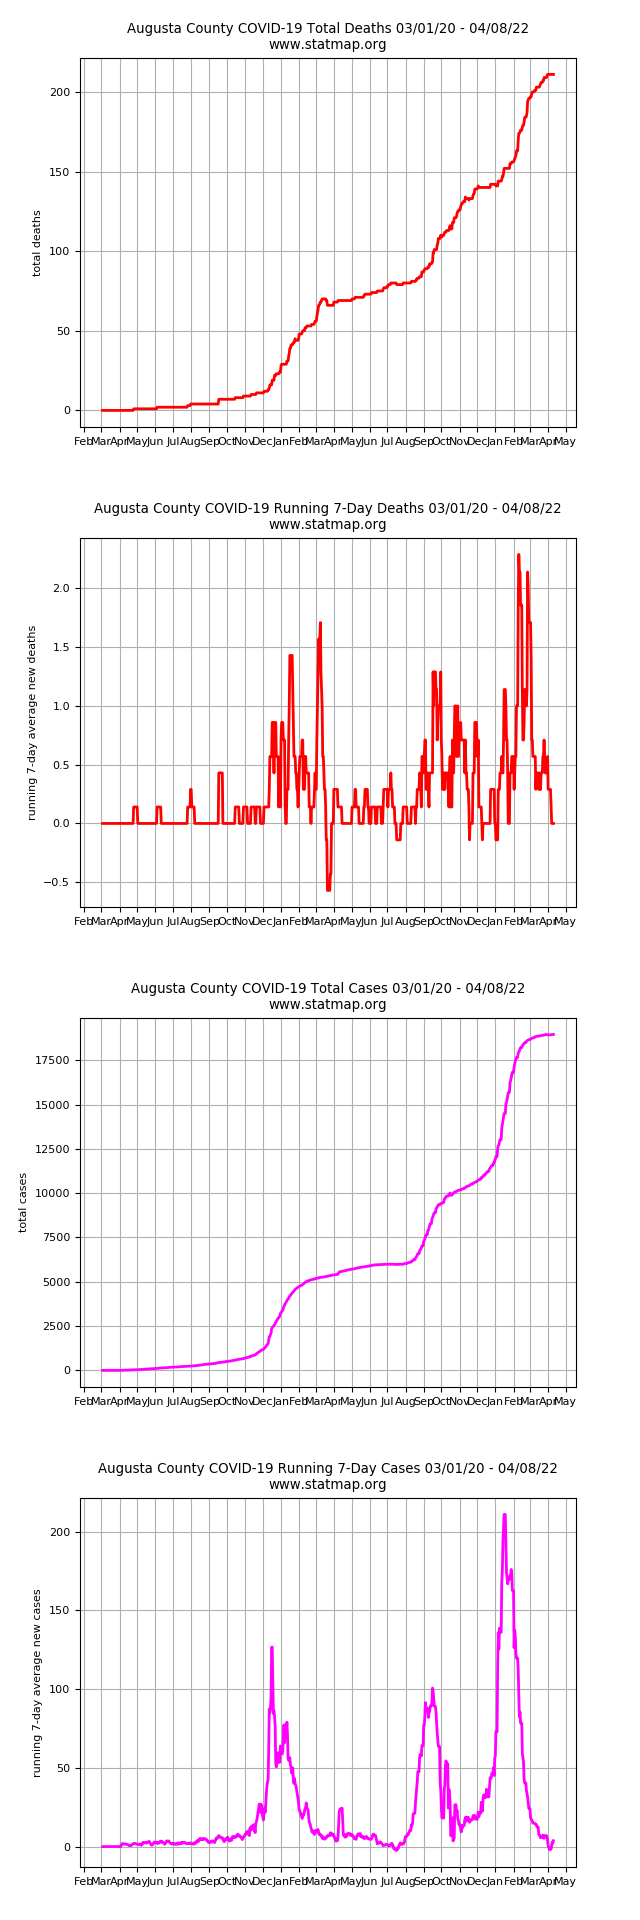 Augusta County COVID-19 Total Deaths 03/01/20 - 04/08/22
www.statmap.org
200
150
100
50
0
total deaths
Feb Mar Apr May Jun Jul Aug Sep Oct Nov Dec Jan Feb Mar Apr May Jun Jul Aug Sep Oct Nov Dec Jan Feb Mar Apr May
Augusta County COVID-19 Running 7-Day Deaths 03/01/20 - 04/08/22
www.statmap.org
2.0
1.5
1.0
0.5
0.0
−0.5
running 7-day average new deaths
Feb Mar Apr May Jun Jul Aug Sep Oct Nov Dec Jan Feb Mar Apr May Jun Jul Aug Sep Oct Nov Dec Jan Feb Mar Apr May
Augusta County COVID-19 Total Cases 03/01/20 - 04/08/22
www.statmap.org
17500
15000
12500
10000
7500
5000
2500
0
total cases
Feb Mar Apr May Jun Jul Aug Sep Oct Nov Dec Jan Feb Mar Apr May Jun Jul Aug Sep Oct Nov Dec Jan Feb Mar Apr May
Augusta County COVID-19 Running 7-Day Cases 03/01/20 - 04/08/22
www.statmap.org
200
150
100
50
0
running 7-day average new cases
Feb Mar Apr May Jun Jul Aug Sep Oct Nov Dec Jan Feb Mar Apr May Jun Jul Aug Sep Oct Nov Dec Jan Feb Mar Apr May